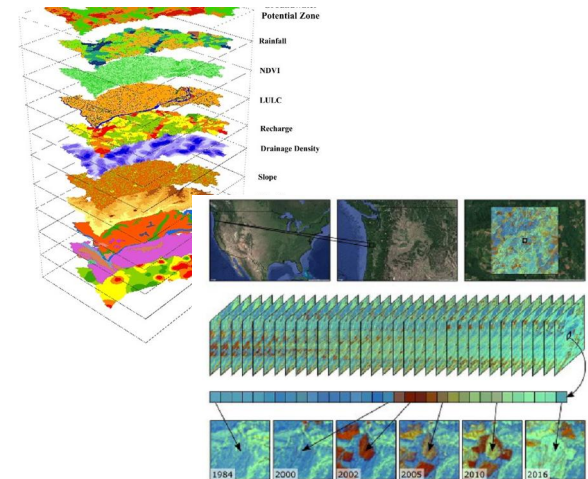 Potential Zone
Rainfall
NDVI
LULC
Recharge
Drainage Density
Slope
1984
2000
2002
2005
2010
2016